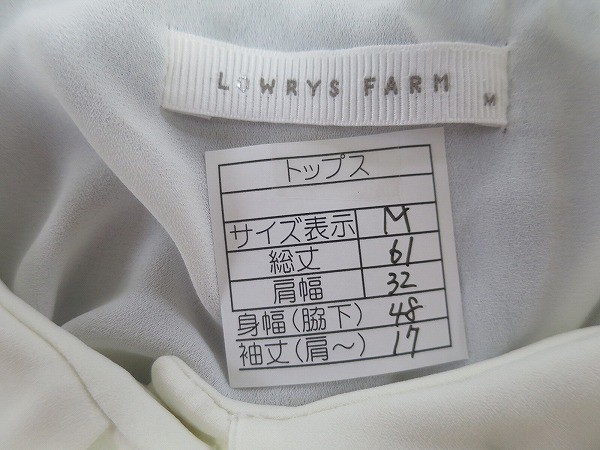 LOWRYS FARM
M
トップス
サイズ表示 M
総丈 61
肩幅 32
身幅(脇下) 48
袖丈(肩〜) 17